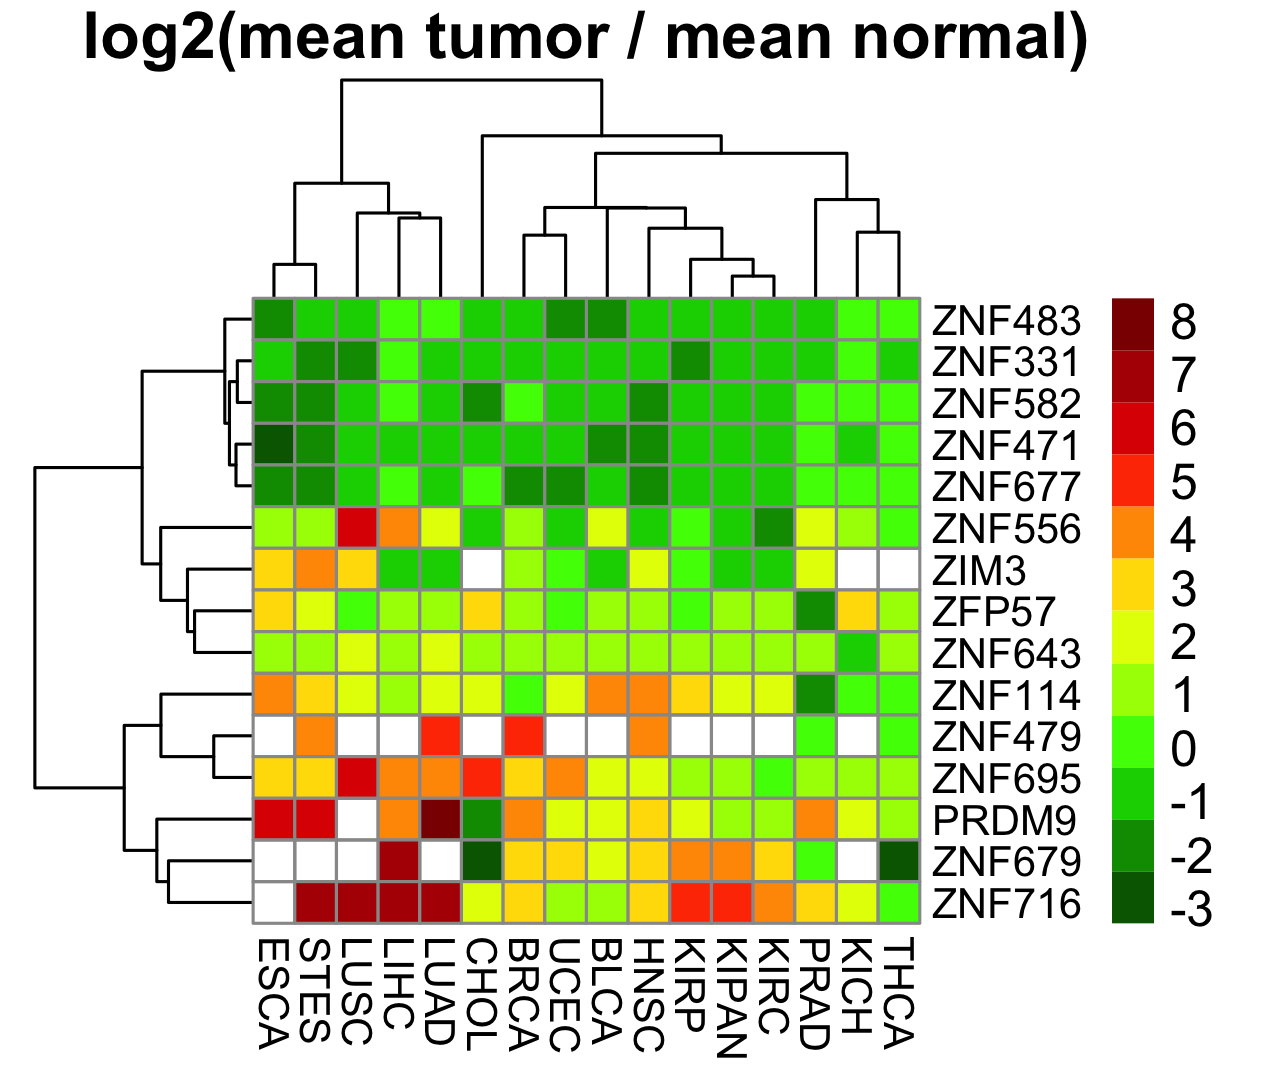 log2(mean tumor / mean normal)
ZNF483
ZNF331
ZNF582
ZNF471
ZNF677
ZNF556
ZIM3
ZFP57
ZNF643
ZNF114
ZNF479
ZNF695
PRDM9
ZNF679
ZNF716
8
7
6
5
4
3
2
1
0
-1
-2
-3
ESCA
STES
LUSC
LIHC
LUAD
CHOL
BRCA
UCEC
BLCA
HNSC
KIRP
KIPAN
KIRC
PRAD
KICH
THCA